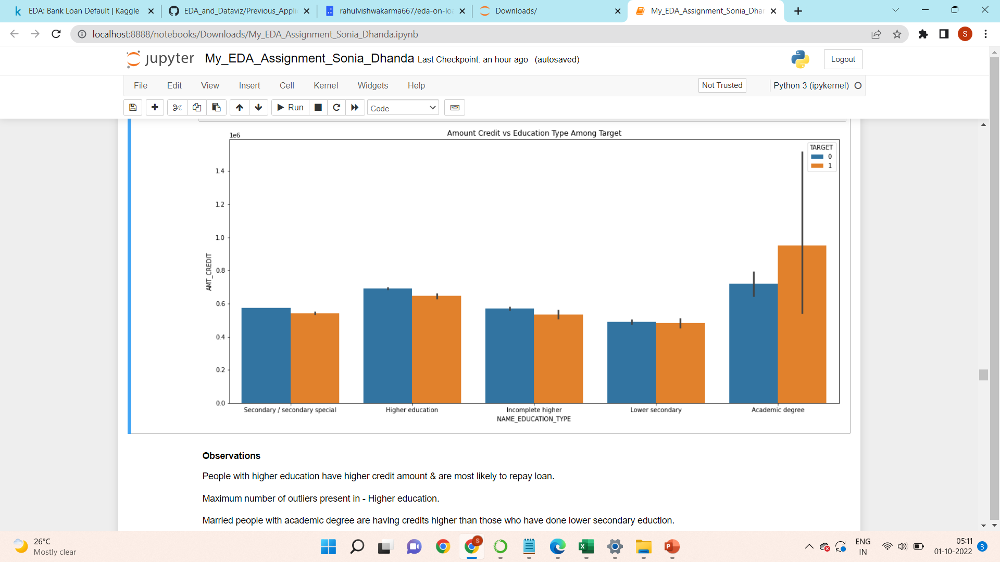 EDA: Bank Loan Default | Kaggle
EDA_and_Dataviz/Previous_Appli
rahulvishwakarma667/eda-on-loa
Downloads/
My_EDA_Assignment_Sonia_Dhan
localhost:8888/notebooks/Downloads/My_EDA_Assignment_Sonia_Dhanda.ipynb
S
jupyter My_EDA_Assignment_Sonia_Dhanda Last Checkpoint: an hour ago (autosaved)
Logout
File Edit View Insert Cell Kernel Widgets Help
Not Trusted
Python 3 (ipykernel)
Run
Code
Amount Credit vs Education Type Among Target
1e6
TARGET
0
1
1.4
1.2
1.0
0.8
0.6
0.4
0.2
0.0
AMT_CREDIT
Secondary / secondary special Higher education Incomplete higher Lower secondary Academic degree
NAME_EDUCATION_TYPE
Observations
People with higher education have higher credit amount & are most likely to repay loan.
Maximum number of outliers present in - Higher education.
Married people with academic degree are having credits higher than those who have done lower secondary eduction.
26°C
Mostly clear
S
ENG
IN
05:11
01-10-2022
3